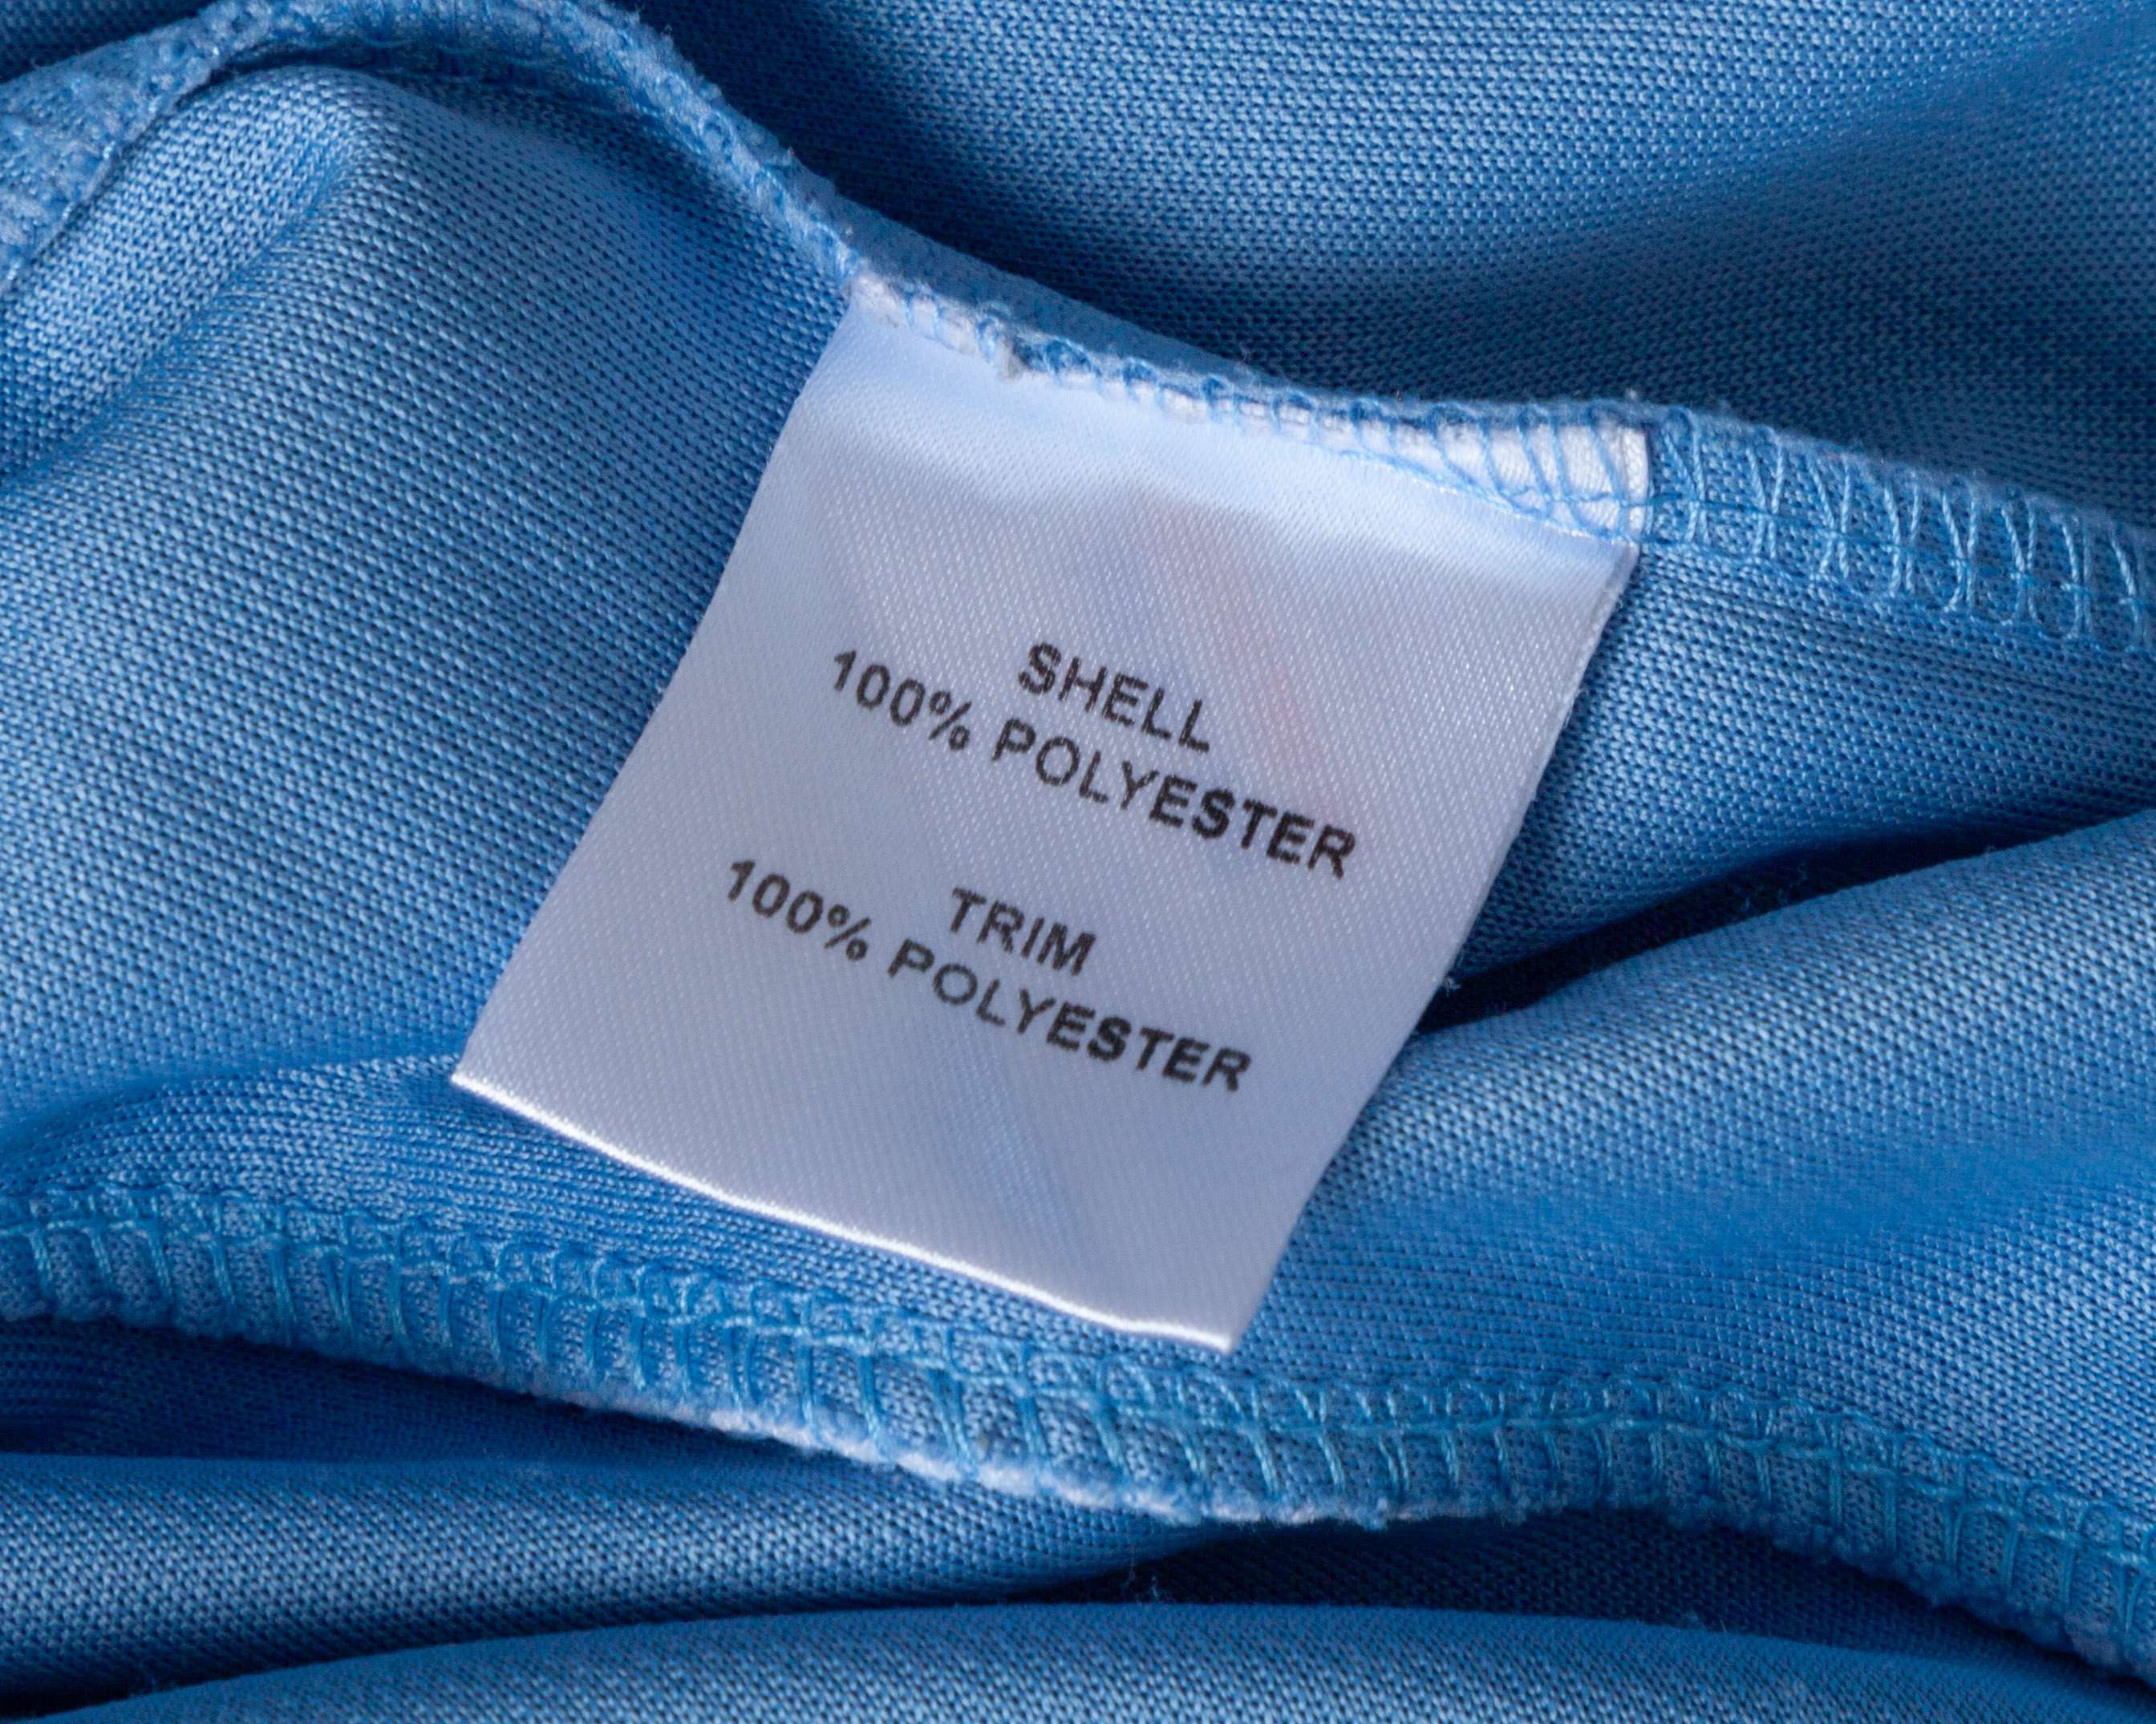 SHELL
100% POLYESTER
TRIM
100% POLYESTER